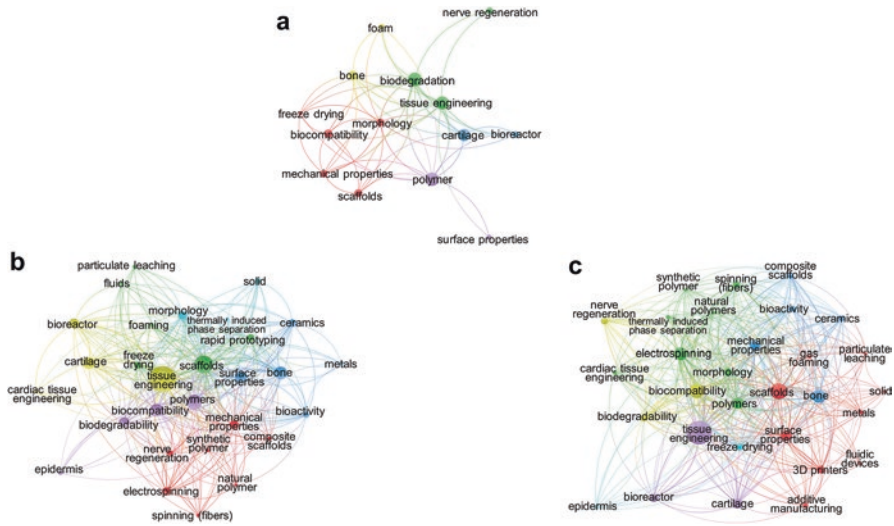 a
nerve regeneration
foam
bone
biodegradation
tissue engineering
freeze drying
morphology
biocompatibility
cartilage
bioreactor
mechanical properties
polymer
scaffolds
surface properties
b
particulate leaching
fluids
solid
morphology
bioreactor
foaming
thermally induced
phase separation
ceramics
rapid prototyping
cartilage
freeze
drying
scaffolds
metals
tissue
engineering
surface
properties
bone
cardiac tissue
engineering
polymers
biocompatibility
biodegradability
bioactivity
mechanical
properties
synthetic
polymer
composite
scaffolds
nerve
regeneration
epidermis
natural
polymer
electrospinning
spinning (fibers)
c
composite
scaffolds
synthetic
polymer
spinning
(fibers)
nerve
regeneration
natural
polymers
bioactivity
thermally induced
phase separation
ceramics
mechanical
properties
electrospinning
gas
foaming
particulate
leaching
cardiac tissue
engineering
morphology
biocompatibility
scaffolds
solid
polymers
bone
biodegradability
metals
tissue
engineering
surface
properties
freeze-drying
fluidic
devices
3D printers
epidermis
bioreactor
cartilage
additive
manufacturing